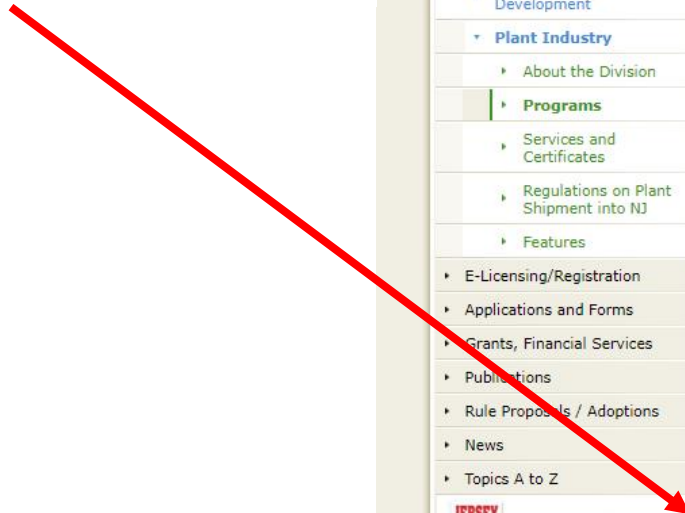 Development
Plant Industry
About the Division
Programs
Services and
Certificates
Regulations on Plant
Shipment into NJ
Features
E-Licensing/Registration
Applications and Forms
Grants, Financial Services
Publications
Rule Proposals / Adoptions
News
Topics A to Z
JERSEY